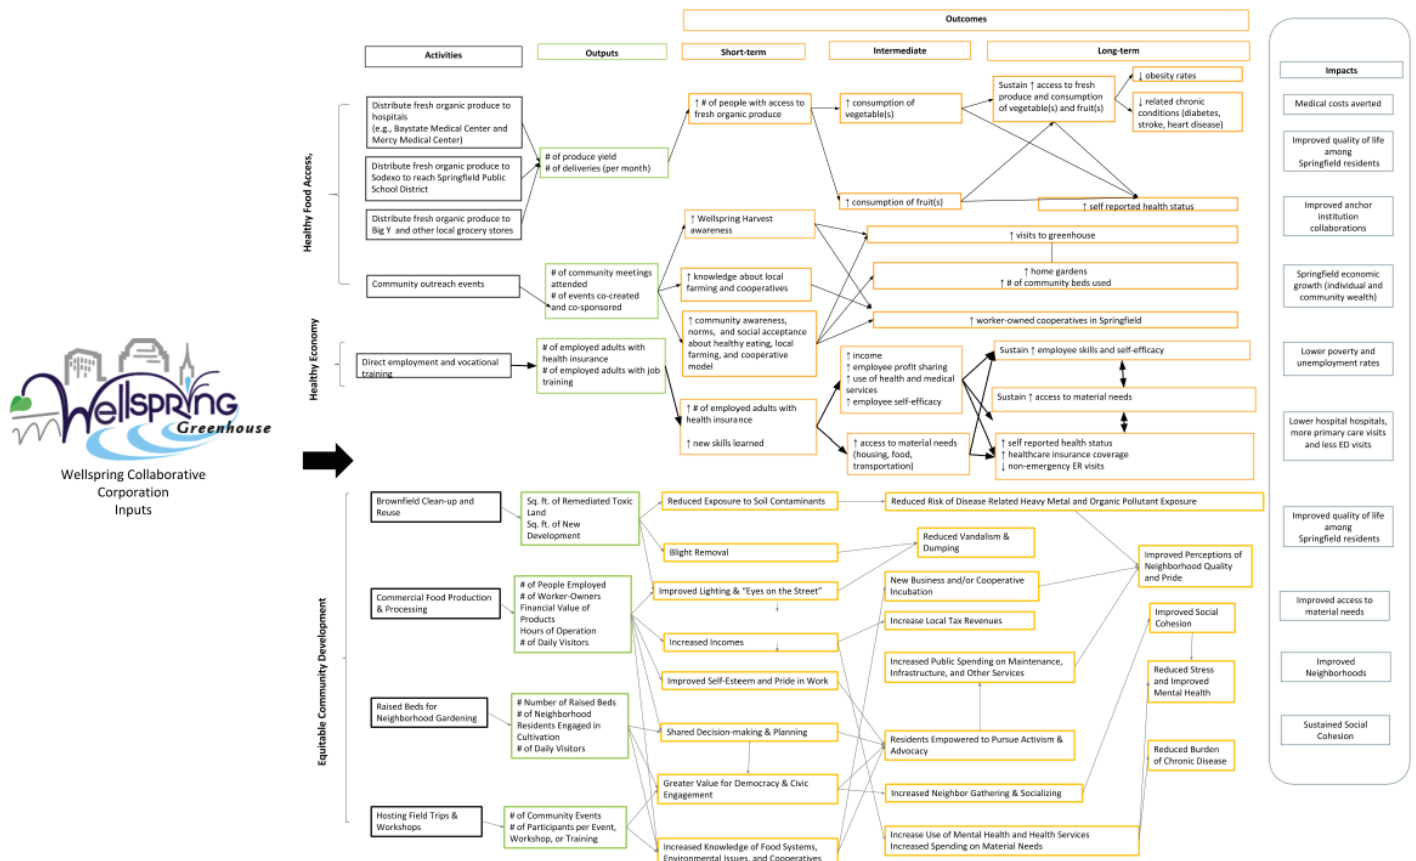 Outcomes
Activities
Outputs
Short-term
Intermediate
Long-term
Impacts
Healthy Food Access,
Distribute fresh organic produce to
hospitals
(e.g., Baystate Medical Center and
Mercy Medical Center)
Distribute fresh organic produce to
Sodexo to reach Springfield Public
School District
Distribute fresh organic produce to
Big Y and other local grocery stores
Community outreach events
# of produce yield
# of deliveries (per month)
# of community meetings
attended
# of events co-created
and co-sponsored
↑ # of people with access to
fresh organic produce
↑ Wellspring Harvest
awareness
↑ knowledge about local
farming and cooperatives
↑ community awareness,
norms, and social acceptance
about healthy eating, local
farming, and cooperative
model
↑ consumption of
vegetable(s)
↑ consumption of fruit(s)
Sustain ↑ access to fresh
produce and consumption
of vegetable(s) and fruit(s)
↓ obesity rates
↓ related chronic
conditions (diabetes,
stroke, heart disease)
↑ self reported health status
↑ visits to greenhouse
↑ home gardens
↑ # of community beds used
↑ worker-owned cooperatives in Springfield
Healthy Economy
Direct employment and vocational
training
# of employed adults with
health insurance
# of employed adults with job
training
↑ # of employed adults with
health insurance
↑ new skills learned
↑ income
↑ employee profit sharing
↑ use of health and medical
services
↑ employee self-efficacy
↑ access to material needs
(housing, food,
transportation)
Sustain ↑ employee skills and self-efficacy
Sustain ↑ access to material needs
↑ self reported health status
↑ healthcare insurance coverage
↓ non-emergency ER visits
Wellspring
Greenhouse
Wellspring Collaborative
Corporation
Inputs
Equitable Community Development
Brownfield Clean-up and
Reuse
Commercial Food Production
& Processing
Raised Beds for
Neighborhood Gardening
Hosting Field Trips &
Workshops
Sq. ft. of Remediated Toxic
Land
Sq. ft. of New
Development
# of People Employed
# of Worker-Owners
Financial Value of
Products
Hours of Operation
# of Daily Visitors
# Number of Raised Beds
# of Neighborhood
Residents Engaged in
Cultivation
# of Daily Visitors
# of Community Events
# of Participants per Event,
Workshop, or Training
Reduced Exposure to Soil Contaminants
Blight Removal
Improved Lighting & "Eyes on the Street"
Increased Incomes
Improved Self-Esteem and Pride in Work
Shared Decision-making & Planning
Greater Value for Democracy & Civic
Engagement
Increased Knowledge of Food Systems,
Environmental Issues, and Cooperatives
Reduced Risk of Disease Related Heavy Metal and Organic Pollutant Exposure
Reduced Vandalism &
Dumping
New Business and/or Cooperative
Incubation
Increase Local Tax Revenues
Increased Public Spending on Maintenance,
Infrastructure, and Other Services
Residents Empowered to Pursue Activism &
Advocacy
Increased Neighbor Gathering & Socializing
Increase Use of Mental Health and Health Services
Increased Spending on Material Needs
Improved Perceptions of
Neighborhood Quality
and Pride
Improved Social
Cohesion
Reduced Stress
and Improved
Mental Health
Reduced Burden
of Chronic Disease
Medical costs averted
Improved quality of life
among
Springfield residents
Improved anchor
institution
collaborations
Springfield economic
growth (individual and
community wealth)
Lower poverty and
unemployment rates
Lower hospital hospitals,
more primary care visits
and less ED visits
Improved quality of life
among
Springfield residents
Improved access to
material needs
Improved
Neighborhoods
Sustained Social
Cohesion